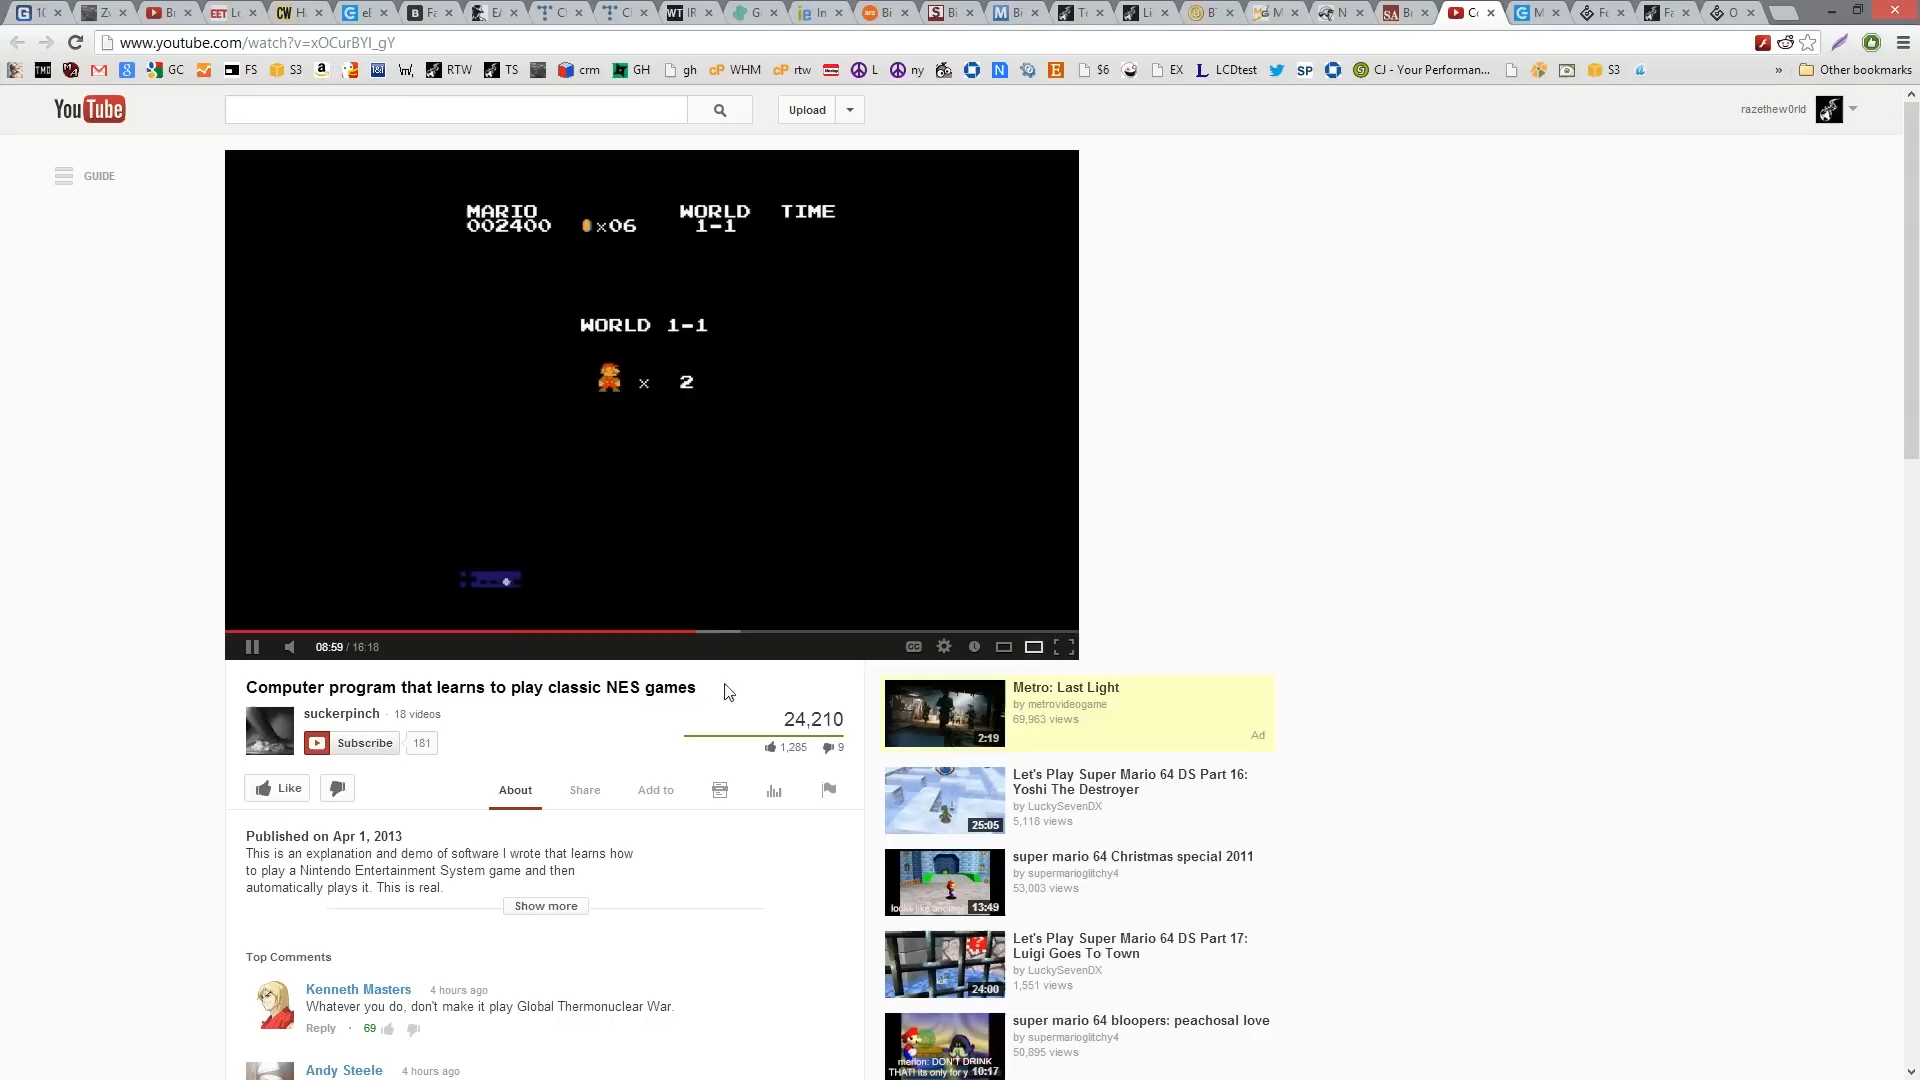 www.youtube.com/watch?v=xOCurBYI_gY
GC
FS
S3
RTW
TS
crm
GH
gh
WHM
rtw
L
ny
S6
EX
LCDtest
SP
CJ - Your Performan...
S3
» Other bookmarks
YouTube
Upload
razethew0rld
GUIDE
MARIO WORLD TIME
002400 ×06 1-1
WORLD 1-1
× 2
08:59 / 16:18
CC
Computer program that learns to play classic NES games
suckerpinch · 18 videos
Subscribe 181
24,210
1,285 9
Like
About Share Add to
Published on Apr 1, 2013
This is an explanation and demo of software I wrote that learns how
to play a Nintendo Entertainment System game and then
automatically plays it. This is real.
Show more
Top Comments
Kenneth Masters 4 hours ago
Whatever you do, don't make it play Global Thermonuclear War.
Reply · 69
Andy Steele 4 hours ago
Metro: Last Light
by metrovideogame
69,963 views
Ad
2:19
Let's Play Super Mario 64 DS Part 16:
Yoshi The Destroyer
by LuckySevenDX
5,118 views
25:05
super mario 64 Christmas special 2011
by supermarioglitchy4
53,003 views
13:49
Let's Play Super Mario 64 DS Part 17:
Luigi Goes To Town
by LuckySevenDX
1,551 views
24:00
super mario 64 bloopers: peachosal love
by supermarioglitchy4
50,895 views
DON'T DRINK
THAT! its only for y
10:17